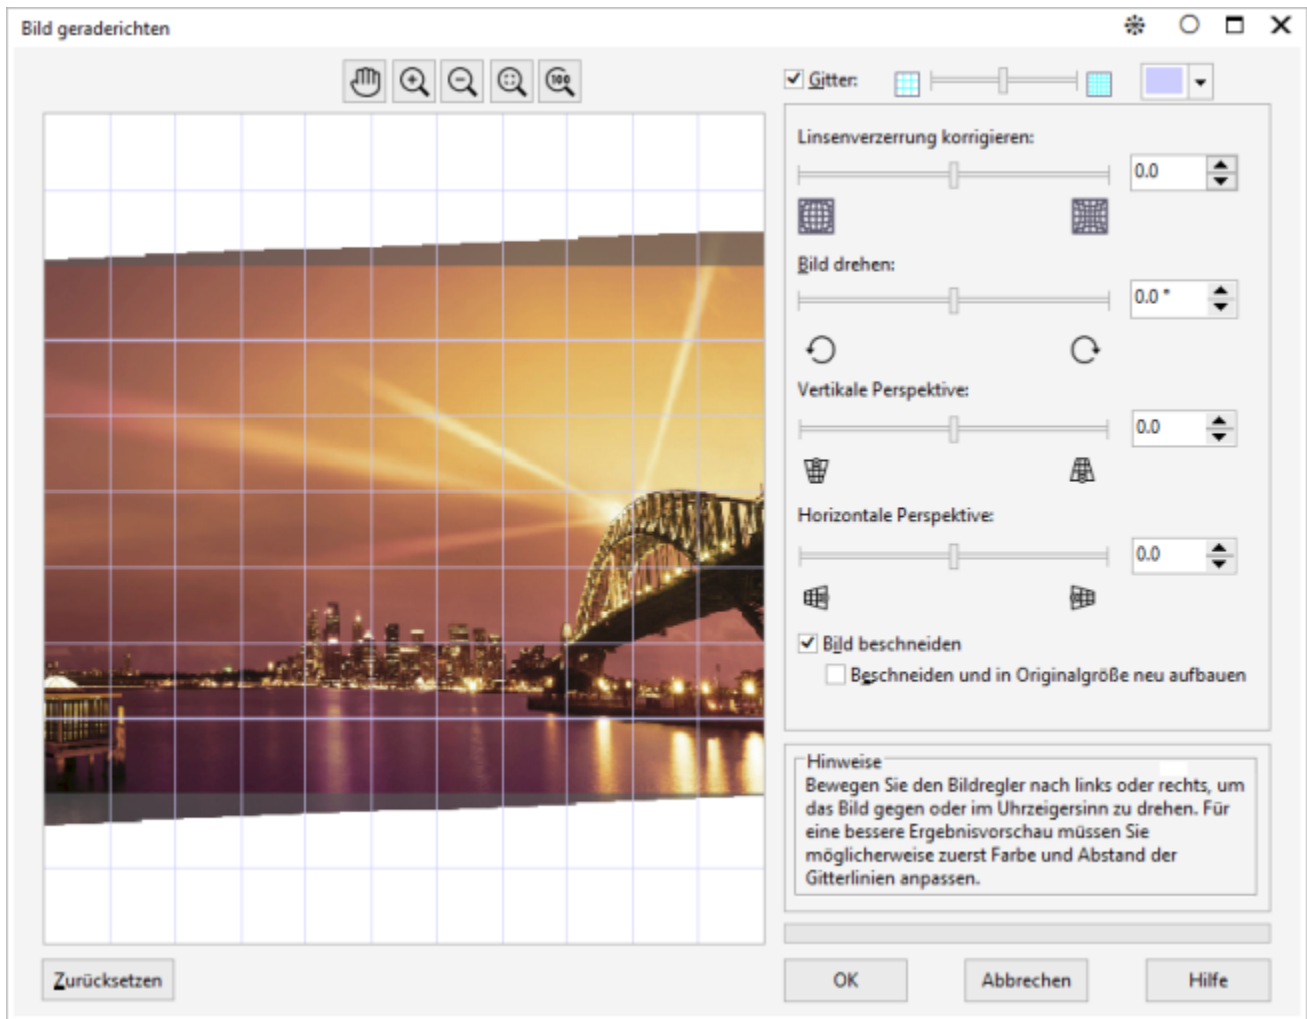 Bild geraderichten
100
Gitter:
Linsenverzerrung korrigieren:
0.0
Bild drehen:
0.0 °
Vertikale Perspektive:
0.0
Horizontale Perspektive:
0.0
Bild beschneiden
Beschneiden und in Originalgröße neu aufbauen
Hinweise
Bewegen Sie den Bildregler nach links oder rechts, um
das Bild gegen oder im Uhrzeigersinn zu drehen. Für
eine bessere Ergebnisvorschau müssen Sie
möglicherweise zuerst Farbe und Abstand der
Gitterlinien anpassen.
Zurücksetzen
OK
Abbrechen
Hilfe